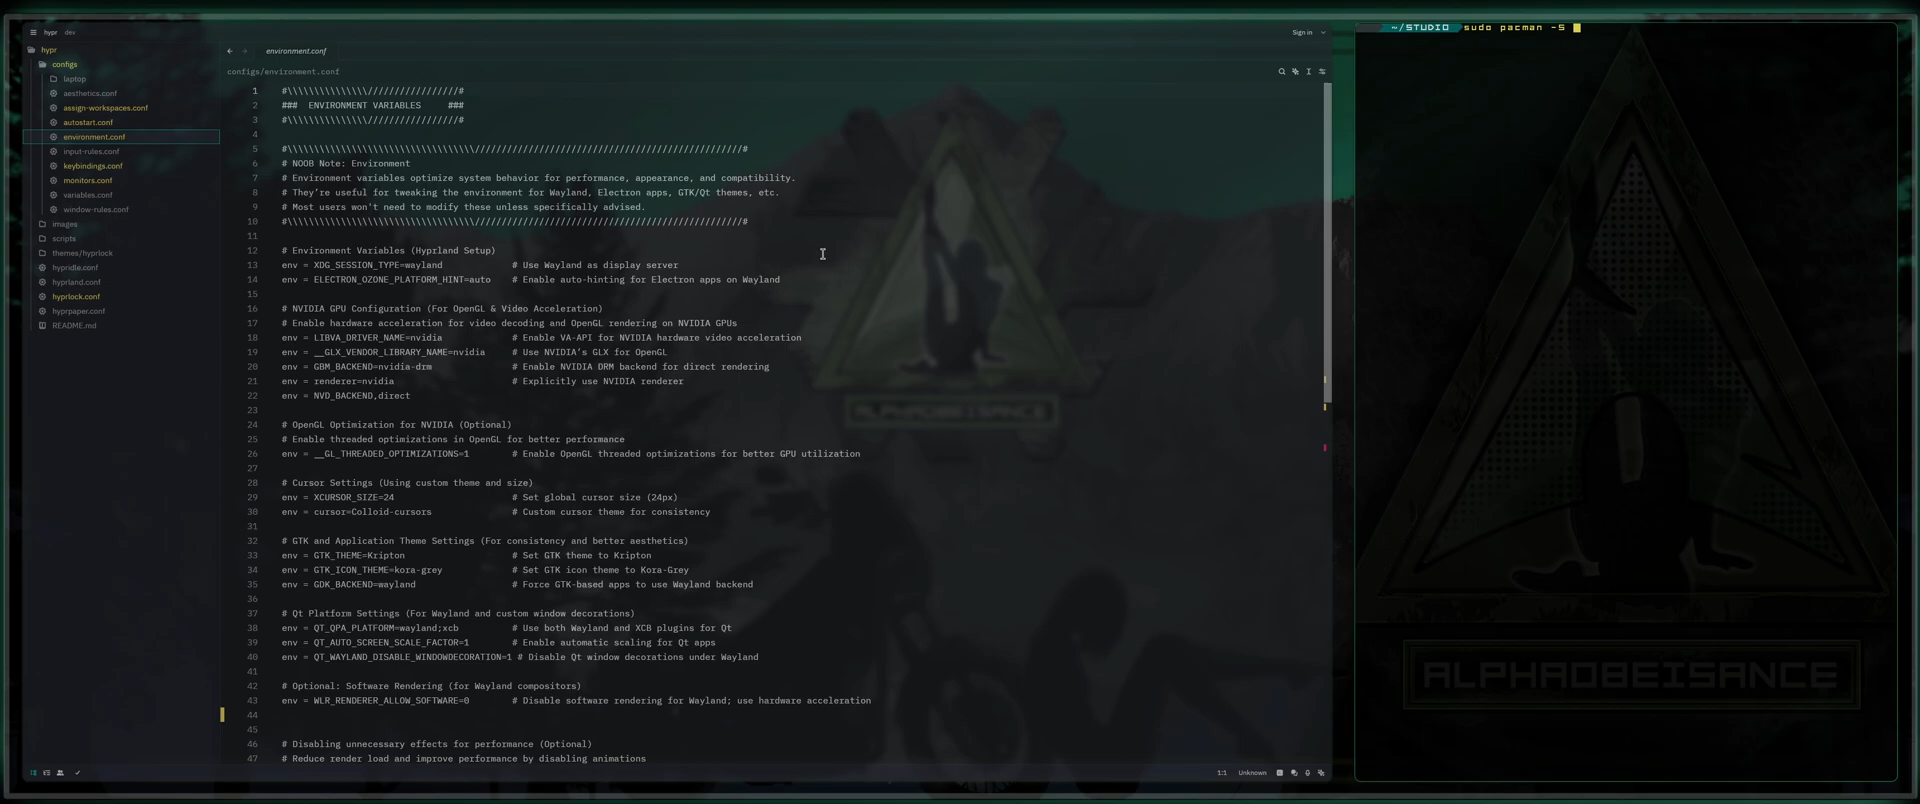 hypr dev
Sign in
hypr
configs
laptop
aesthetics.conf
assign-workspaces.conf
autostart.conf
environment.conf
input-rules.conf
keybindings.conf
monitors.conf
variables.conf
window-rules.conf
images
scripts
themes/hyprlock
hypridle.conf
hyprland.conf
hyprlock.conf
hyprpaper.conf
README.md
environment.conf
configs/environment.conf
1 #\\\\\\\\\\\\\\\\/////////////////#
2 ###  ENVIRONMENT VARIABLES     ###
3 #\\\\\\\\\\\\\\\\/////////////////#
4
5 #\\\\\\\\\\\\\\\\\\\\\\\\\\\\\\\\\\\//////////////////////////////////////////////////#
6 # NOOB Note: Environment
7 # Environment variables optimize system behavior for performance, appearance, and compatibility.
8 # They’re useful for tweaking the environment for Wayland, Electron apps, GTK/Qt themes, etc.
9 # Most users won't need to modify these unless specifically advised.
10 #\\\\\\\\\\\\\\\\\\\\\\\\\\\\\\\\\\\//////////////////////////////////////////////////#
11
12 # Environment Variables (Hyprland Setup)
13 env = XDG_SESSION_TYPE=wayland             # Use Wayland as display server
14 env = ELECTRON_OZONE_PLATFORM_HINT=auto    # Enable auto-hinting for Electron apps on Wayland
15
16 # NVIDIA GPU Configuration (For OpenGL & Video Acceleration)
17 # Enable hardware acceleration for video decoding and OpenGL rendering on NVIDIA GPUs
18 env = LIBVA_DRIVER_NAME=nvidia             # Enable VA-API for NVIDIA hardware video acceleration
19 env = __GLX_VENDOR_LIBRARY_NAME=nvidia     # Use NVIDIA’s GLX for OpenGL
20 env = GBM_BACKEND=nvidia-drm               # Enable NVIDIA DRM backend for direct rendering
21 env = renderer=nvidia                      # Explicitly use NVIDIA renderer
22 env = NVD_BACKEND,direct
23
24 # OpenGL Optimization for NVIDIA (Optional)
25 # Enable threaded optimizations in OpenGL for better performance
26 env = __GL_THREADED_OPTIMIZATIONS=1        # Enable OpenGL threaded optimizations for better GPU utilization
27
28 # Cursor Settings (Using custom theme and size)
29 env = XCURSOR_SIZE=24                      # Set global cursor size (24px)
30 env = cursor=Colloid-cursors               # Custom cursor theme for consistency
31
32 # GTK and Application Theme Settings (For consistency and better aesthetics)
33 env = GTK_THEME=Kripton                    # Set GTK theme to Kripton
34 env = GTK_ICON_THEME=kora-grey             # Set GTK icon theme to Kora-Grey
35 env = GDK_BACKEND=wayland                  # Force GTK-based apps to use Wayland backend
36
37 # Qt Platform Settings (For Wayland and custom window decorations)
38 env = QT_QPA_PLATFORM=wayland;xcb          # Use both Wayland and XCB plugins for Qt
39 env = QT_AUTO_SCREEN_SCALE_FACTOR=1        # Enable automatic scaling for Qt apps
40 env = QT_WAYLAND_DISABLE_WINDOWDECORATION=1 # Disable Qt window decorations under Wayland
41
42 # Optional: Software Rendering (for Wayland compositors)
43 env = WLR_RENDERER_ALLOW_SOFTWARE=0        # Disable software rendering for Wayland; use hardware acceleration
44
45
46 # Disabling unnecessary effects for performance (Optional)
47 # Reduce render load and improve performance by disabling animations
1:1 Unknown
ALPHAOBEISANCE
~/STUDIO sudo pacman -S
ALPHAOBEISANCE